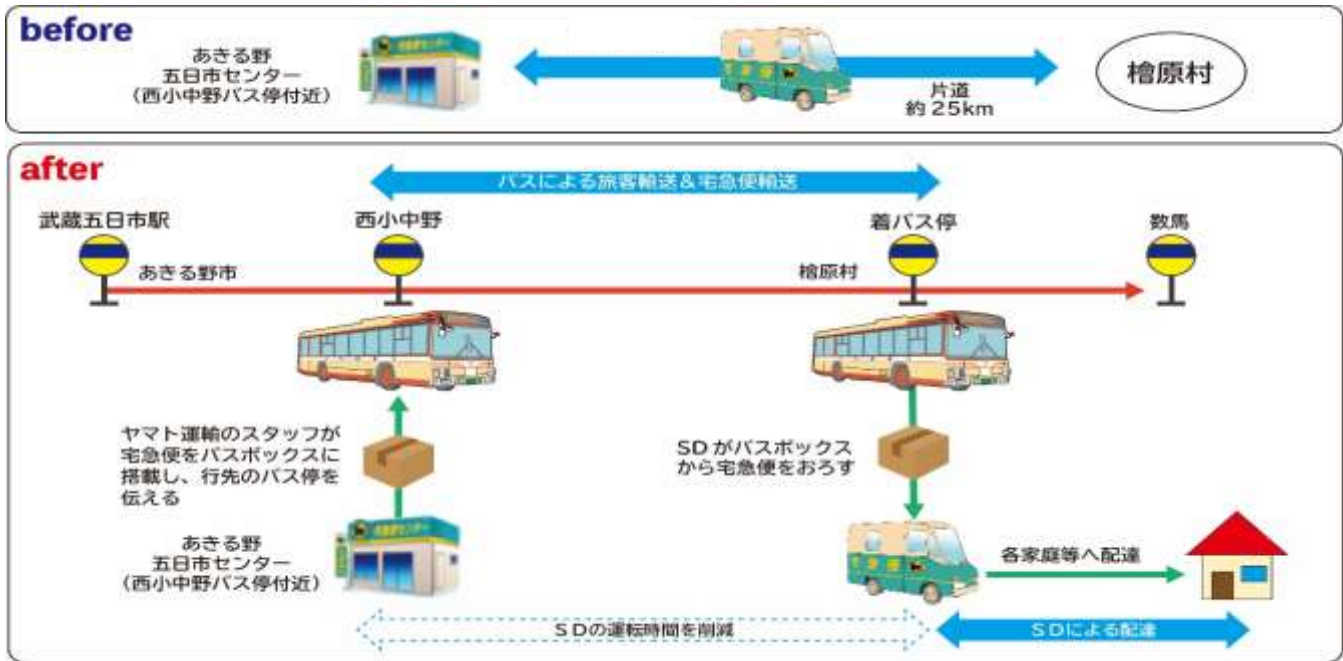 before
あきる野
五日市センター
（西小中野バス停付近）
片道
約25km
檜原村
after
バスによる旅客輸送＆宅急便輸送
武蔵五日市駅
西小中野
着バス停
数馬
あきる野市
檜原村
ヤマト運輸のスタッフが
宅急便をバスボックスに
搭載し、行先のバス停を
伝える
SDがバスボックス
から宅急便をおろす
あきる野
五日市センター
（西小中野バス停付近）
各家庭等へ配達
SDの運転時間を削減
SDによる配達